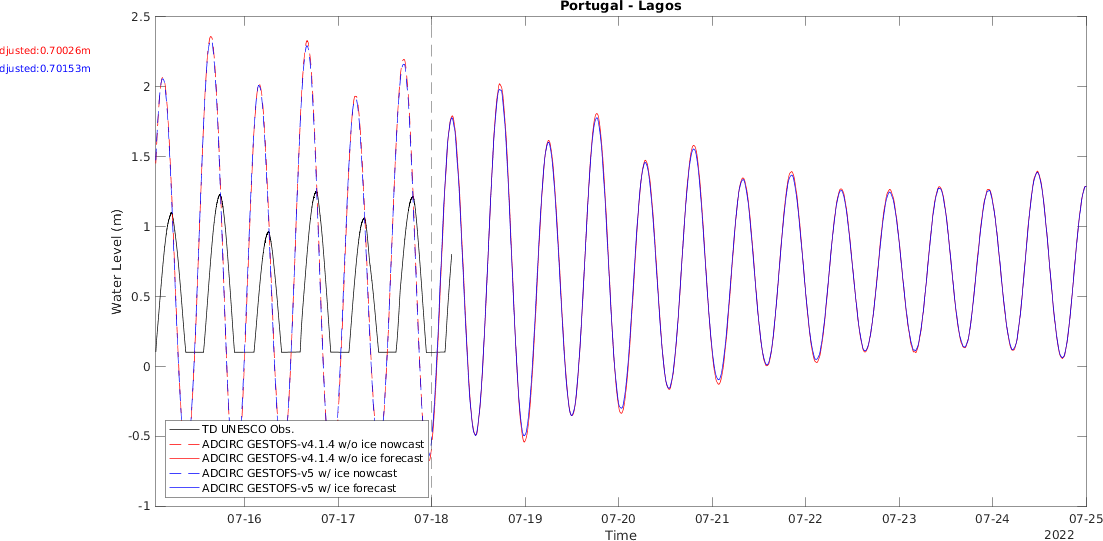 Portugal - Lagos
djusted:0.70026m
djusted:0.70153m
Water Level (m)
2.5
2
1.5
1
0.5
0
-0.5
-1
TD UNESCO Obs.
ADCIRC GESTOFS-v4.1.4 w/o ice nowcast
ADCIRC GESTOFS-v4.1.4 w/o ice forecast
ADCIRC GESTOFS-v5 w/ ice nowcast
ADCIRC GESTOFS-v5 w/ ice forecast
07-16 07-17 07-18 07-19 07-20 07-21 07-22 07-23 07-24 07-25
Time
2022